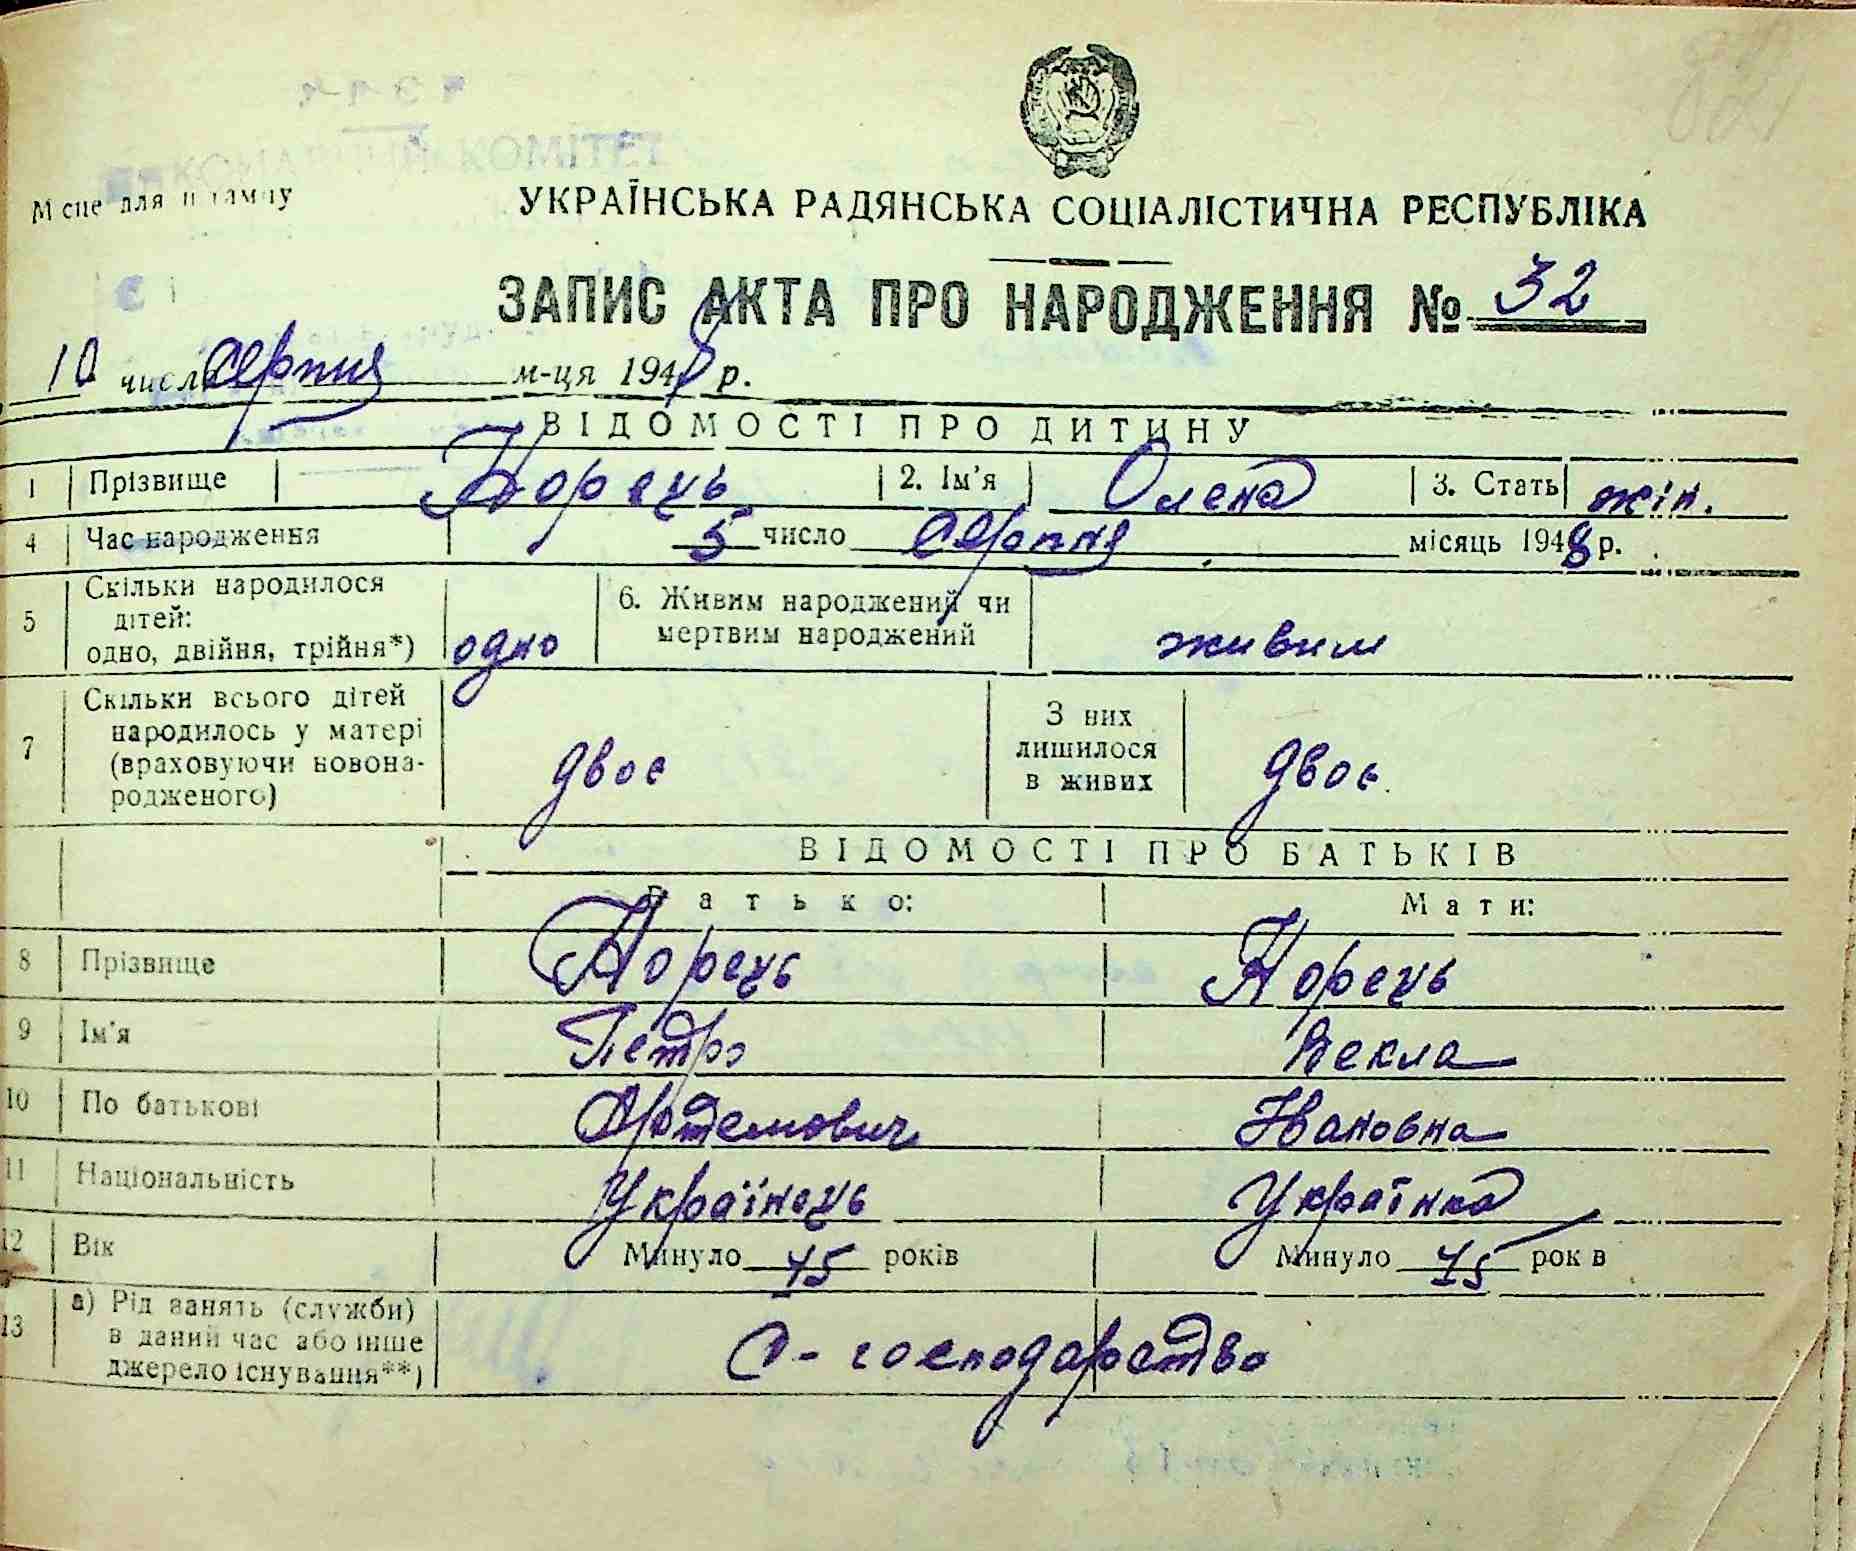 Місце для штампу
УКРАЇНСЬКА РАДЯНСЬКА СОЦІАЛІСТИЧНА РЕСПУБЛІКА
ЗАПИС АКТА ПРО НАРОДЖЕННЯ № 32
10 числа Серпня м-ця 1948 р.
ВІДОМОСТІ ПРО ДИТИНУ
1 Прізвище Корець 2. Ім'я Олена 3. Стать жін.
4 Час народження 5 число Серпня місяць 1948 р.
5 Скільки народилося дітей: одно, двійня, трійня*) одно 6. Живим народжений чи мертвим народжений живим
7 Скільки всього дітей народилось у матері (враховуючи новонародженого) двоє З них лишилося в живих двоє.
ВІДОМОСТІ ПРО БАТЬКІВ
Батько: Мати:
8 Прізвище Корець Корець
9 Ім'я Петро Векла
10 По батькові Артемович Івановна
11 Національність Українець Українка
12 Вік Минуло 45 років Минуло 45 років
13 а) Рід занять (служби) в даний час або інше джерело існування**) С-господарство